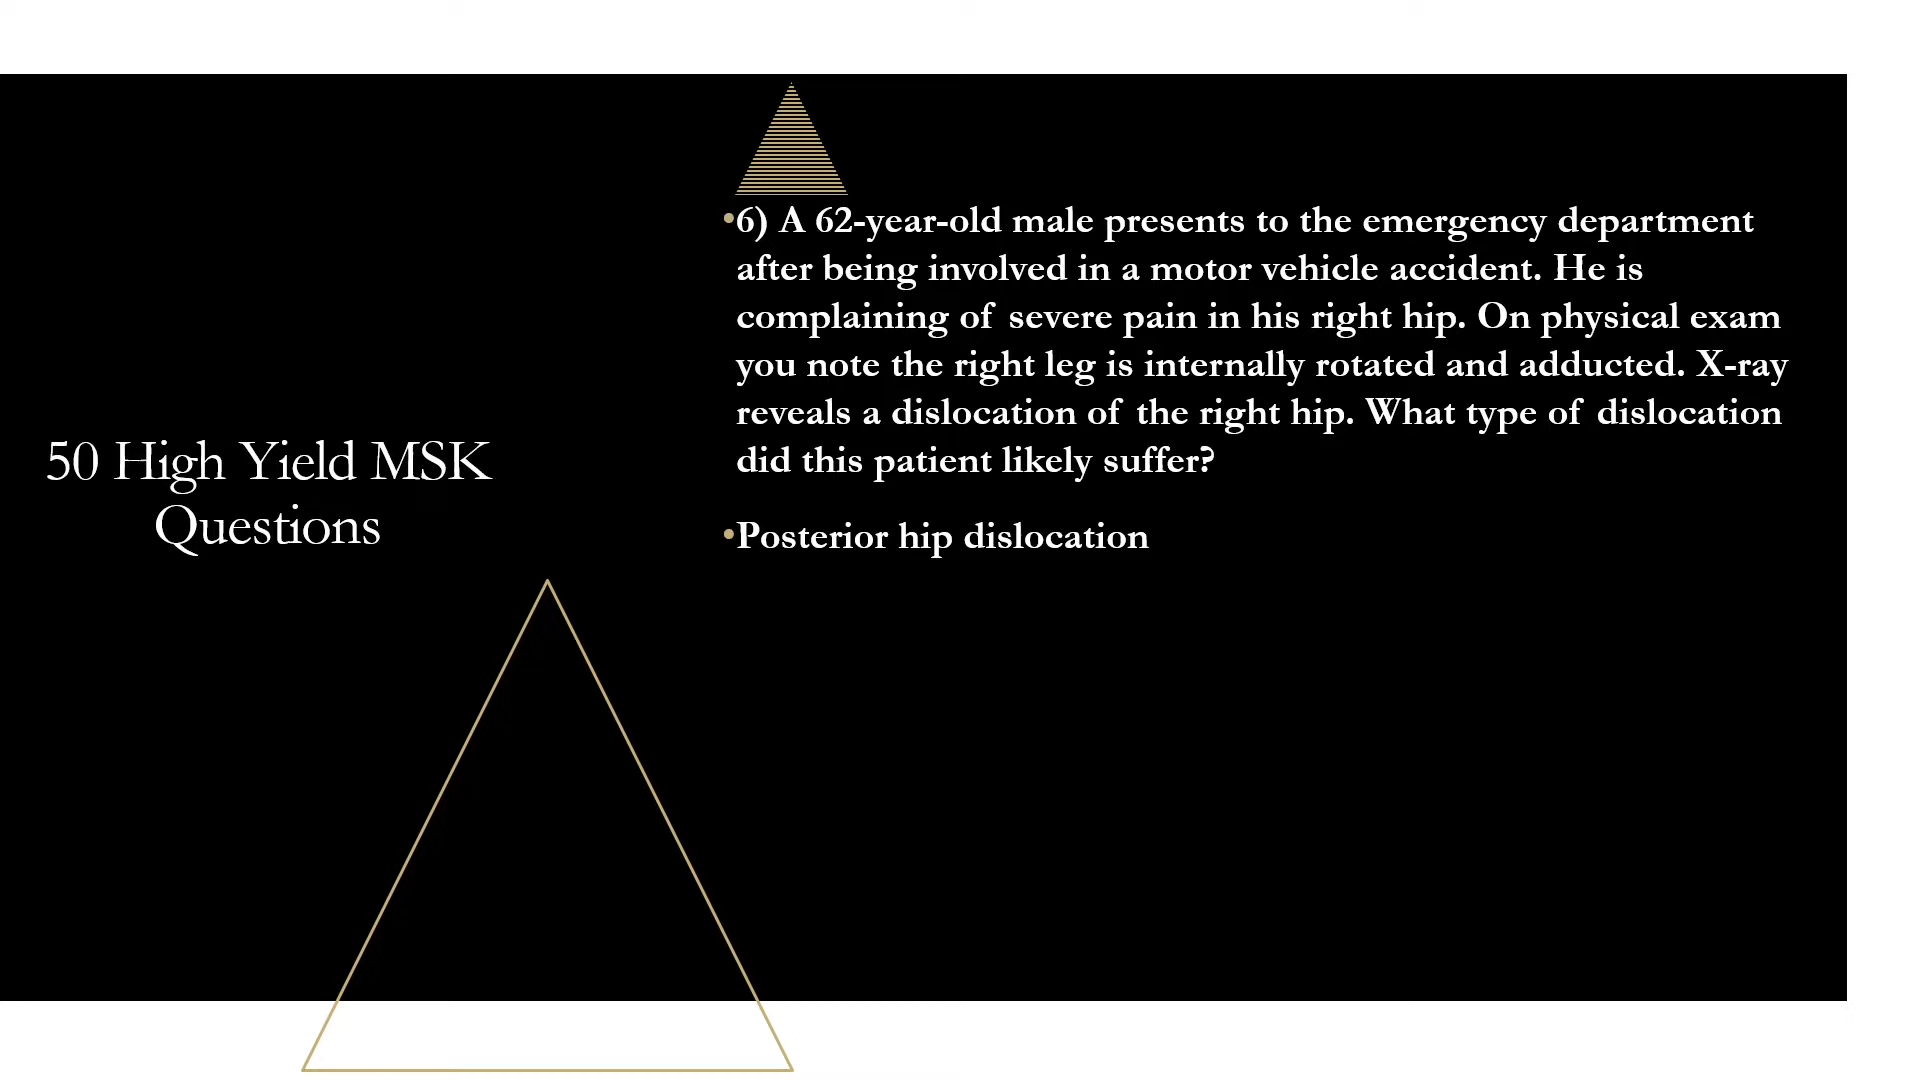 50 High Yield MSK
Questions
•6) A 62-year-old male presents to the emergency department
after being involved in a motor vehicle accident. He is
complaining of severe pain in his right hip. On physical exam
you note the right leg is internally rotated and adducted. X-ray
reveals a dislocation of the right hip. What type of dislocation
did this patient likely suffer?
•Posterior hip dislocation